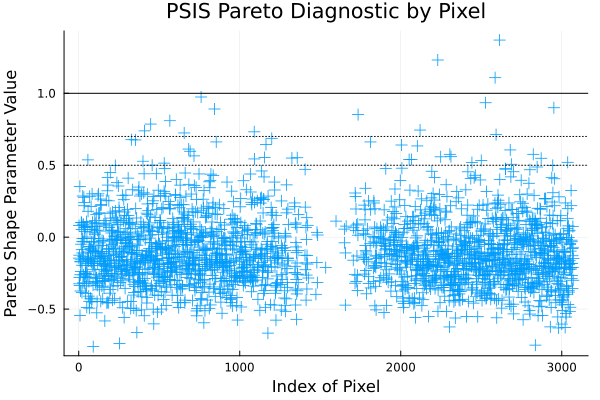 PSIS Pareto Diagnostic by Pixel
Pareto Shape Parameter Value
1.0
0.5
0.0
−0.5
0
1000
2000
3000
Index of Pixel